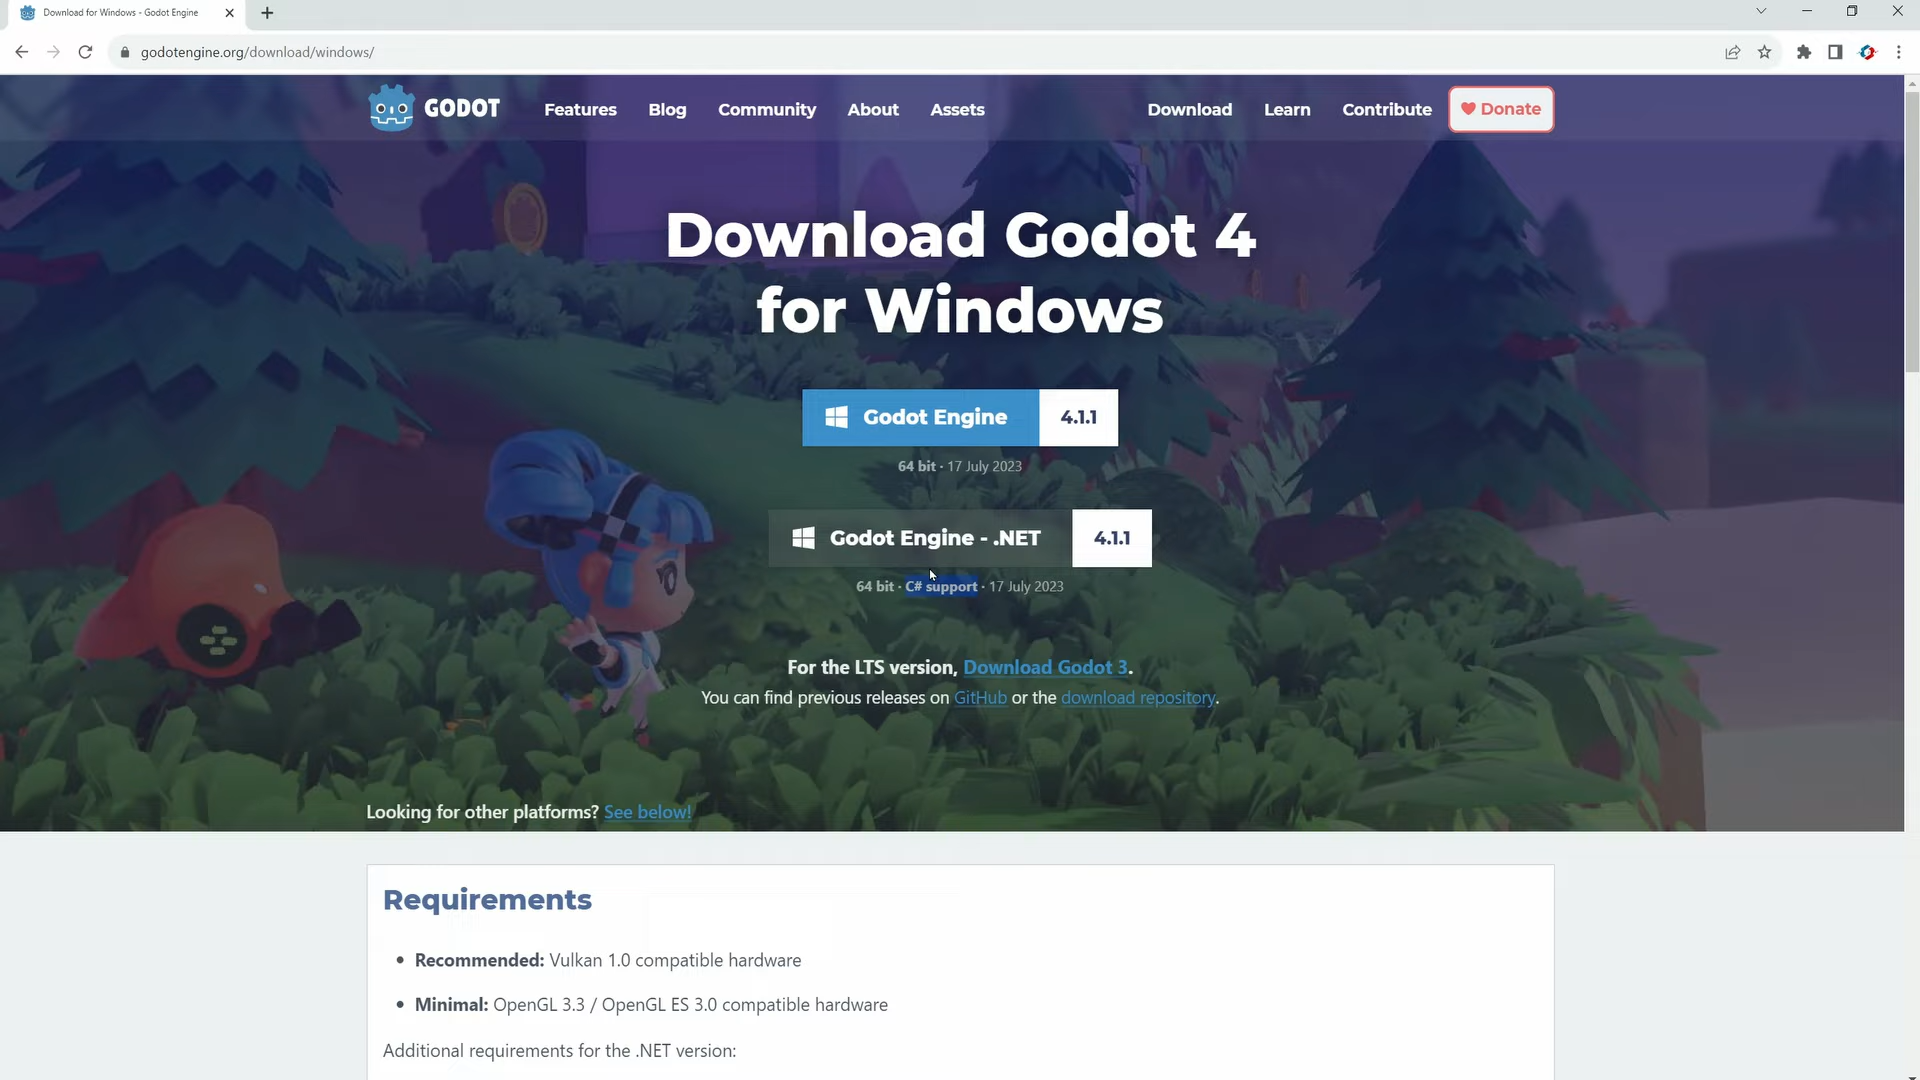 Download for Windows - Godot Engine
godotengine.org/download/windows/
GODOT Features Blog Community About Assets Download Learn Contribute Donate
Download Godot 4
for Windows
Godot Engine 4.1.1
64 bit · 17 July 2023
Godot Engine - .NET 4.1.1
64 bit · C# support · 17 July 2023
For the LTS version, Download Godot 3.
You can find previous releases on GitHub or the download repository.
Looking for other platforms? See below!
Requirements
• Recommended: Vulkan 1.0 compatible hardware
• Minimal: OpenGL 3.3 / OpenGL ES 3.0 compatible hardware
Additional requirements for the .NET version: